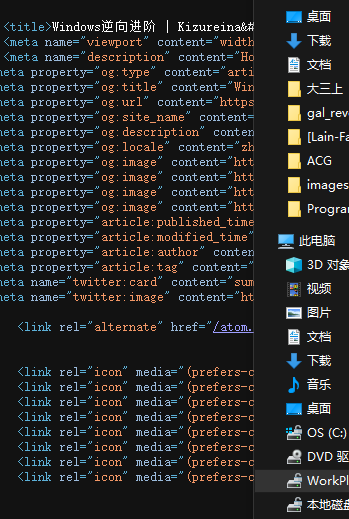 <title>Windows逆向进阶 | Kizureina&#
<meta name="viewport" content="width
<meta name="description" content="Ho
meta property="og:type" content="arti
meta property="og:title" content="Win
meta property="og:url" content="https
meta property="og:site_name" content=
meta property="og:description" conten
meta property="og:locale" content="zh
meta property="og:image" content="htt
meta property="og:image" content="htt
meta property="og:image" content="htt
meta property="og:image" content="htt
meta property="article:published_time
meta property="article:modified_time"
meta property="article:author" conten
meta property="article:tag" content="
meta name="twitter:card" content="sum
meta name="twitter:image" content="ht
<link rel="alternate" href="/atom.
<link rel="icon" media="(prefers-c
<link rel="icon" media="(prefers-c
<link rel="icon" media="(prefers-c
<link rel="icon" media="(prefers-c
<link rel="icon" media="(prefers-c
<link rel="icon" media="(prefers-c
<link rel="icon" media="(prefers-c
<link rel="icon" media="(prefers-c
桌面
下载
文档
大三上
gal_reve
[Lain-Fa
ACG
images
Program
此电脑
3D 对象
视频
图片
文档
下载
音乐
桌面
OS (C:)
DVD 驱
WorkPl
本地磁盘